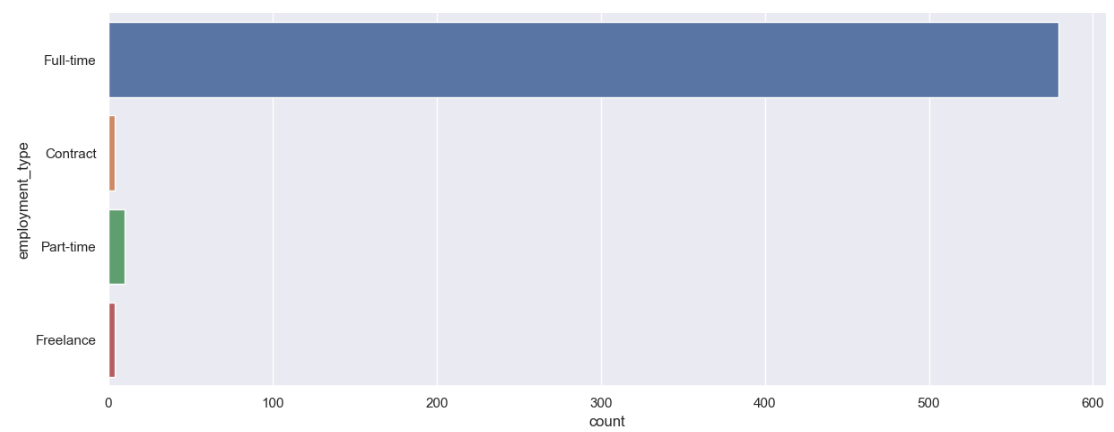 employment_type
Full-time
Contract
Part-time
Freelance
0 100 200 300 400 500 600
count